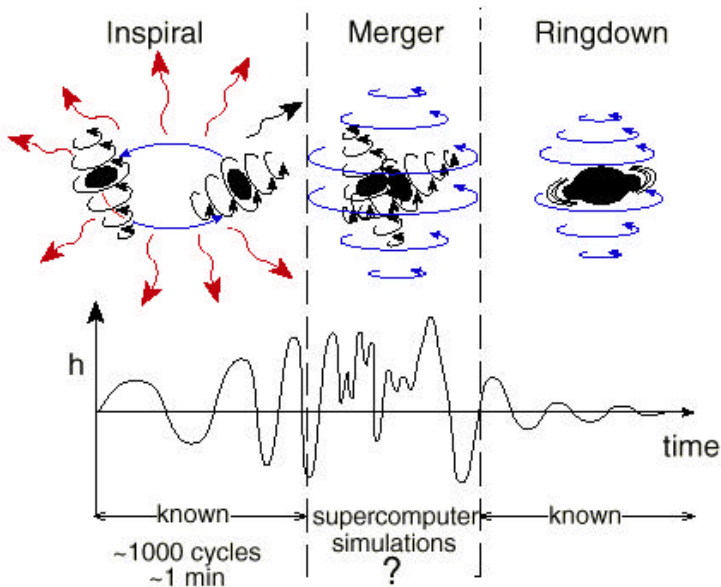 Inspiral
Merger
Ringdown
h
time
known
supercomputer
simulations
?
known
~1000 cycles
~1 min